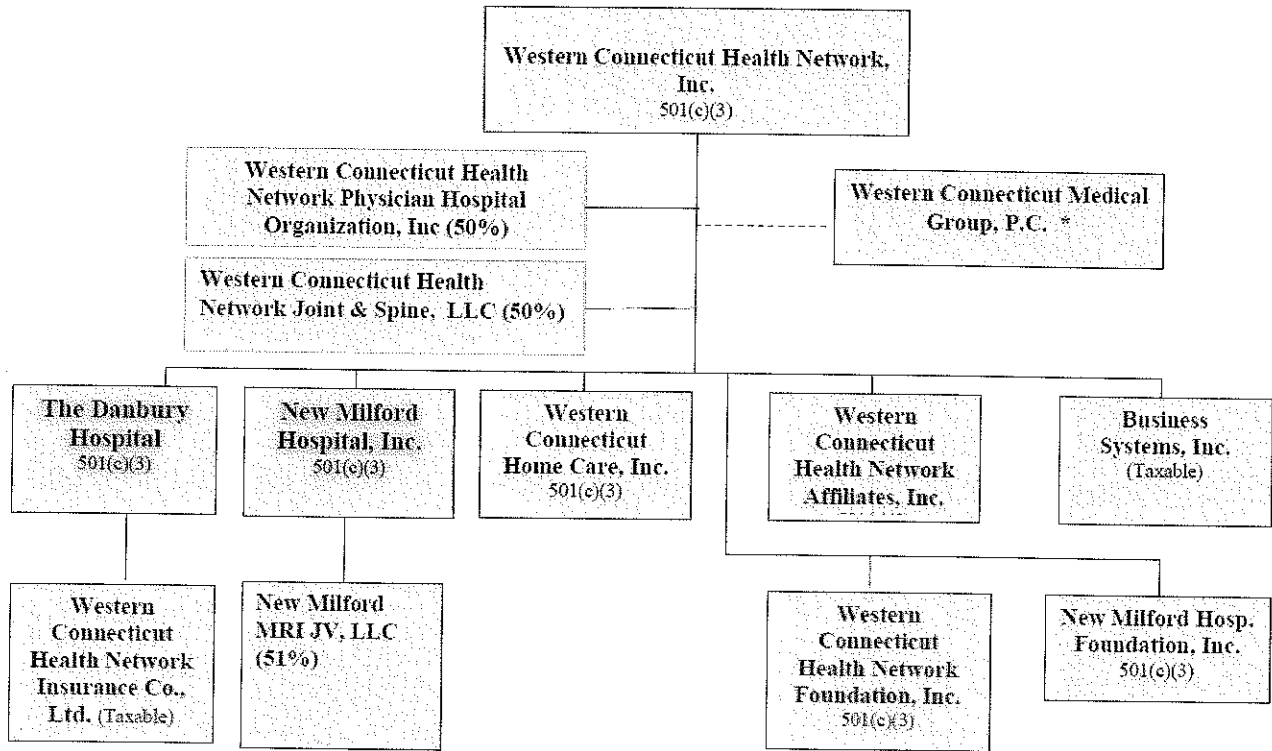 Western Connecticut Health Network,
Inc.
501(c)(3)
Western Connecticut Health
Network Physician Hospital
Organization, Inc (50%)
Western Connecticut Medical
Group, P.C. *
Western Connecticut Health
Network Joint & Spine, LLC (50%)
The Danbury
Hospital
501(c)(3)
New Milford
Hospital, Inc.
501(c)(3)
Western
Connecticut
Home Care, Inc.
501(c)(3)
Western
Connecticut
Health Network
Affiliates, Inc.
Business
Systems, Inc.
(Taxable)
Western
Connecticut
Health Network
Insurance Co.,
Ltd. (Taxable)
New Milford
MRI JV, LLC
(51%)
Western
Connecticut
Health Network
Foundation, Inc.
501(c)(3)
New Milford Hosp.
Foundation, Inc.
501(c)(3)